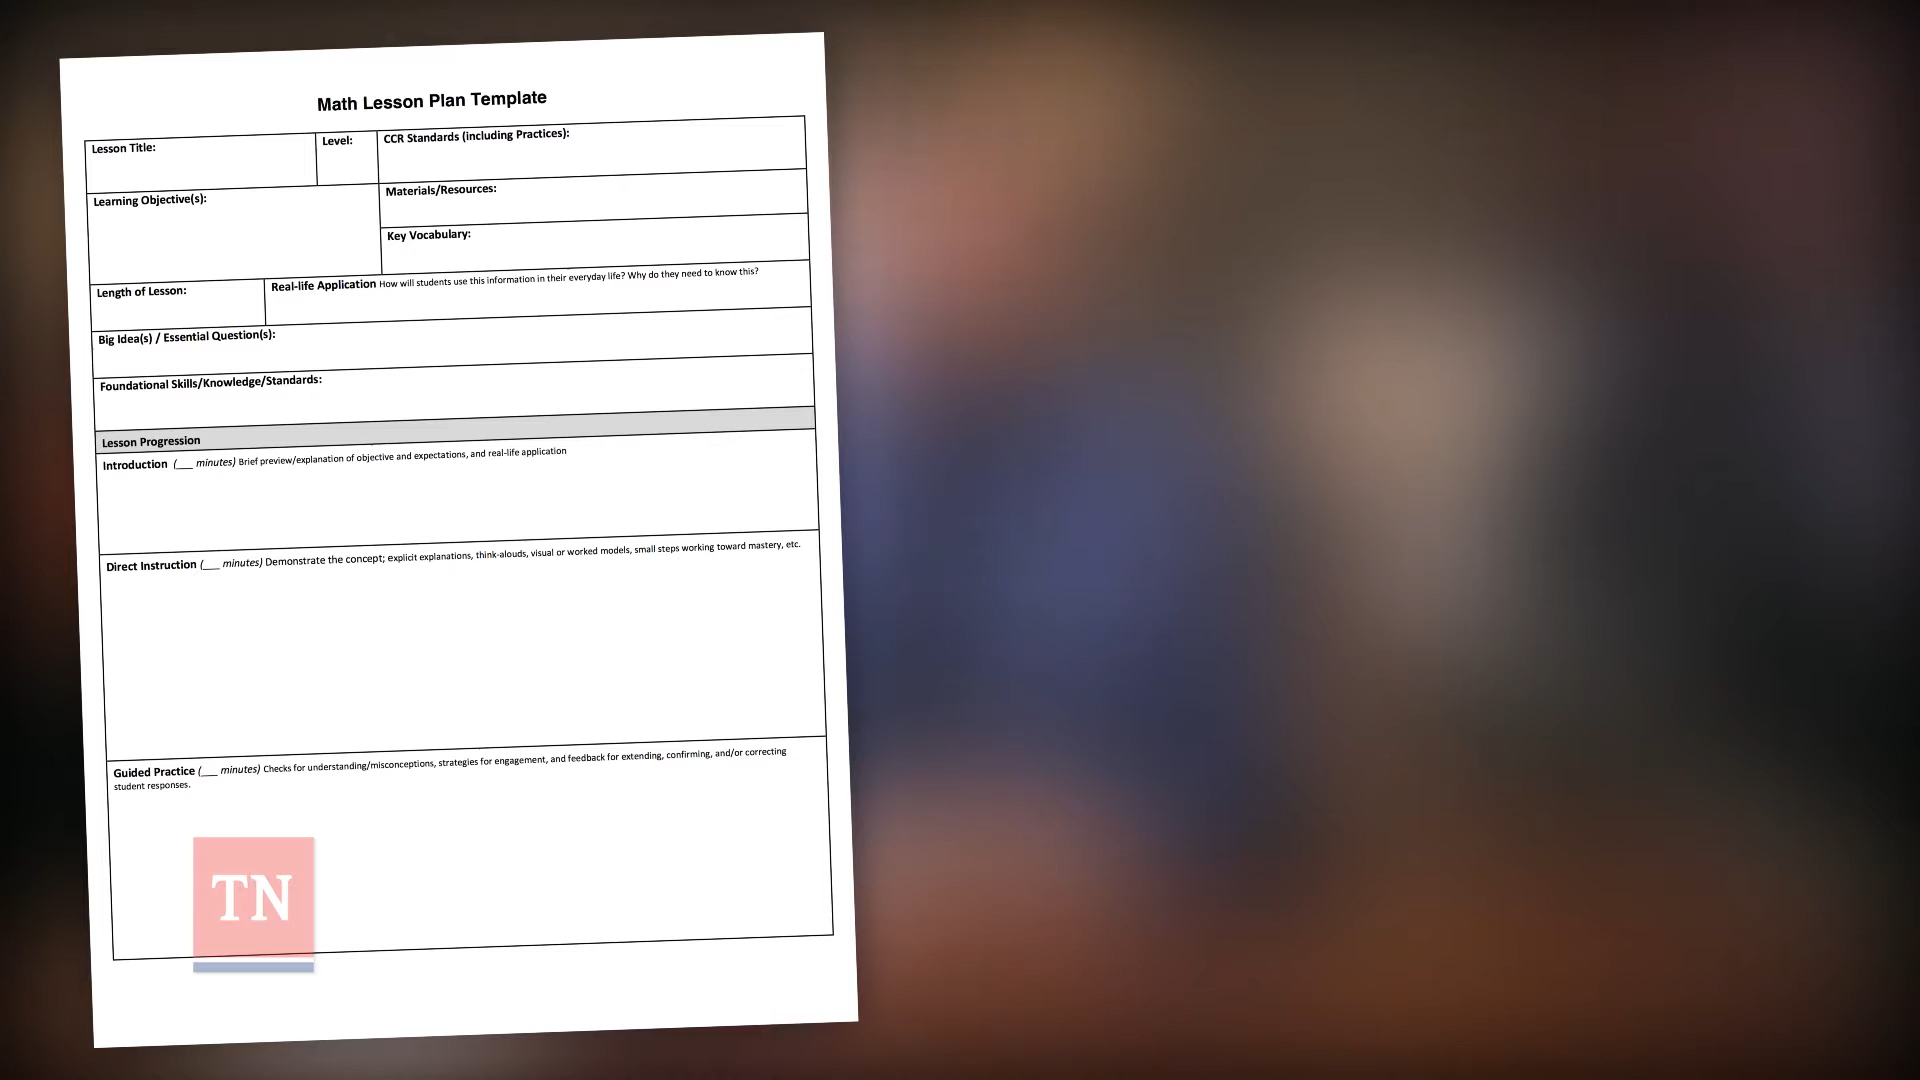 Math Lesson Plan Template
Lesson Title:
Level:
CCR Standards (including Practices):
Learning Objective(s):
Materials/Resources:
Key Vocabulary:
Length of Lesson:
Real-life Application How will students use this information in their everyday life? Why do they need to know this?
Big Idea(s) / Essential Question(s):
Foundational Skills/Knowledge/Standards:
Lesson Progression
Introduction (___ minutes) Brief preview/explanation of objective and expectations, and real-life application
Direct Instruction (___ minutes) Demonstrate the concept; explicit explanations, think-alouds, visual or worked models, small steps working toward mastery, etc.
Guided Practice (___ minutes) Checks for understanding/misconceptions, strategies for engagement, and feedback for extending, confirming, and/or correcting
student responses.
TN